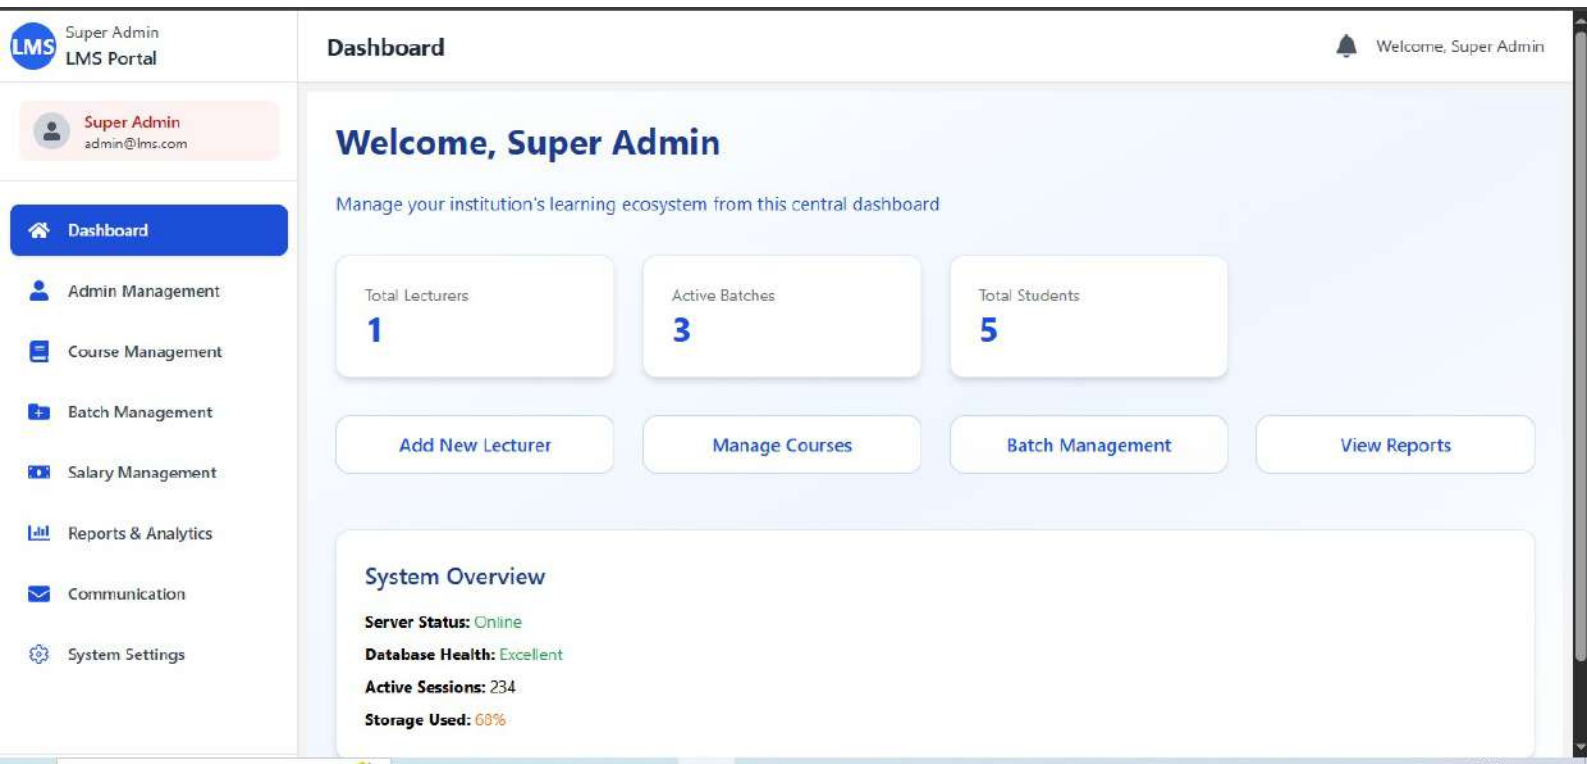 LMS
Super Admin
LMS Portal
Super Admin
admin@lms.com
Dashboard
Admin Management
Course Management
Batch Management
Salary Management
Reports & Analytics
Communication
System Settings
Dashboard
Welcome, Super Admin
Welcome, Super Admin
Manage your institution's learning ecosystem from this central dashboard
Total Lecturers
1
Active Batches
3
Total Students
5
Add New Lecturer
Manage Courses
Batch Management
View Reports
System Overview
Server Status: Online
Database Health: Excellent
Active Sessions: 234
Storage Used: 68%